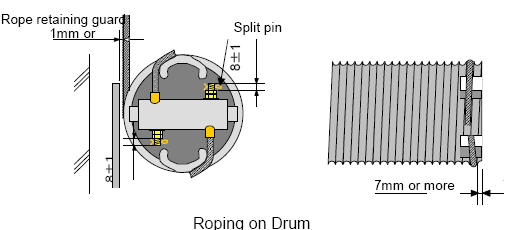 Rope retaining guard
1mm or
Split pin
8±1
8±1
7mm or more
Roping on Drum